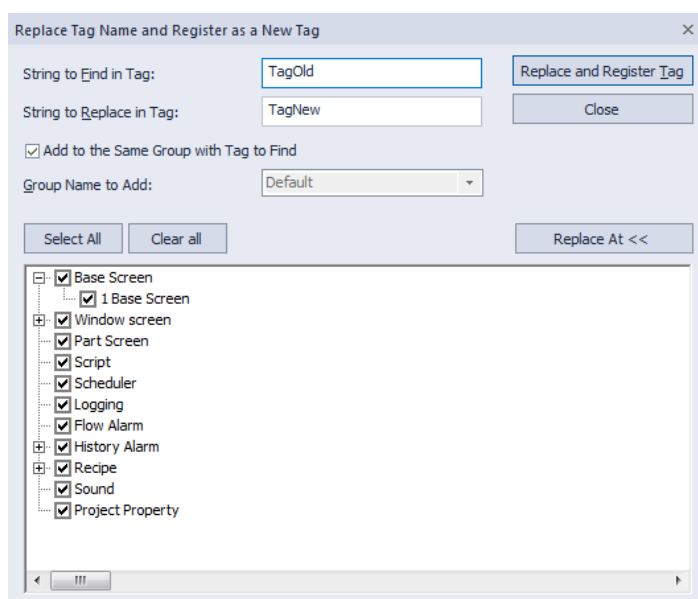 Replace Tag Name and Register as a New Tag
String to Find in Tag: TagOld Replace and Register Tag
String to Replace in Tag: TagNew Close
Add to the Same Group with Tag to Find
Group Name to Add: Default
Select All Clear all Replace At <<
Base Screen
1 Base Screen
Window screen
Part Screen
Script
Scheduler
Logging
Flow Alarm
History Alarm
Recipe
Sound
Project Property